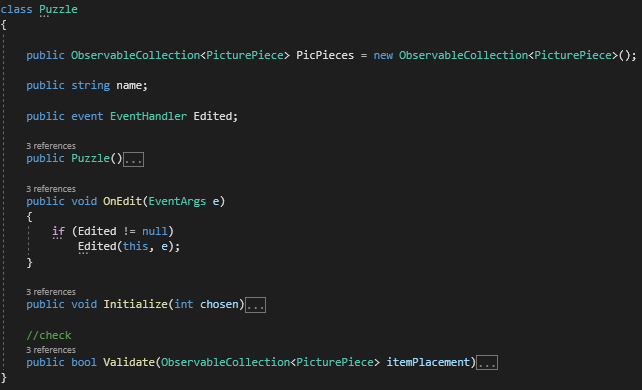 class Puzzle
{
public ObservableCollection<PicturePiece> PicPieces = new ObservableCollection<PicturePiece>();
public string name;
public event EventHandler Edited;
3 references
public Puzzle()...
3 references
public void OnEdit(EventArgs e)
{
if (Edited != null)
Edited(this, e);
}
3 references
public void Initialize(int chosen)...
//check
3 references
public bool Validate(ObservableCollection<PicturePiece> itemPlacement)...
}